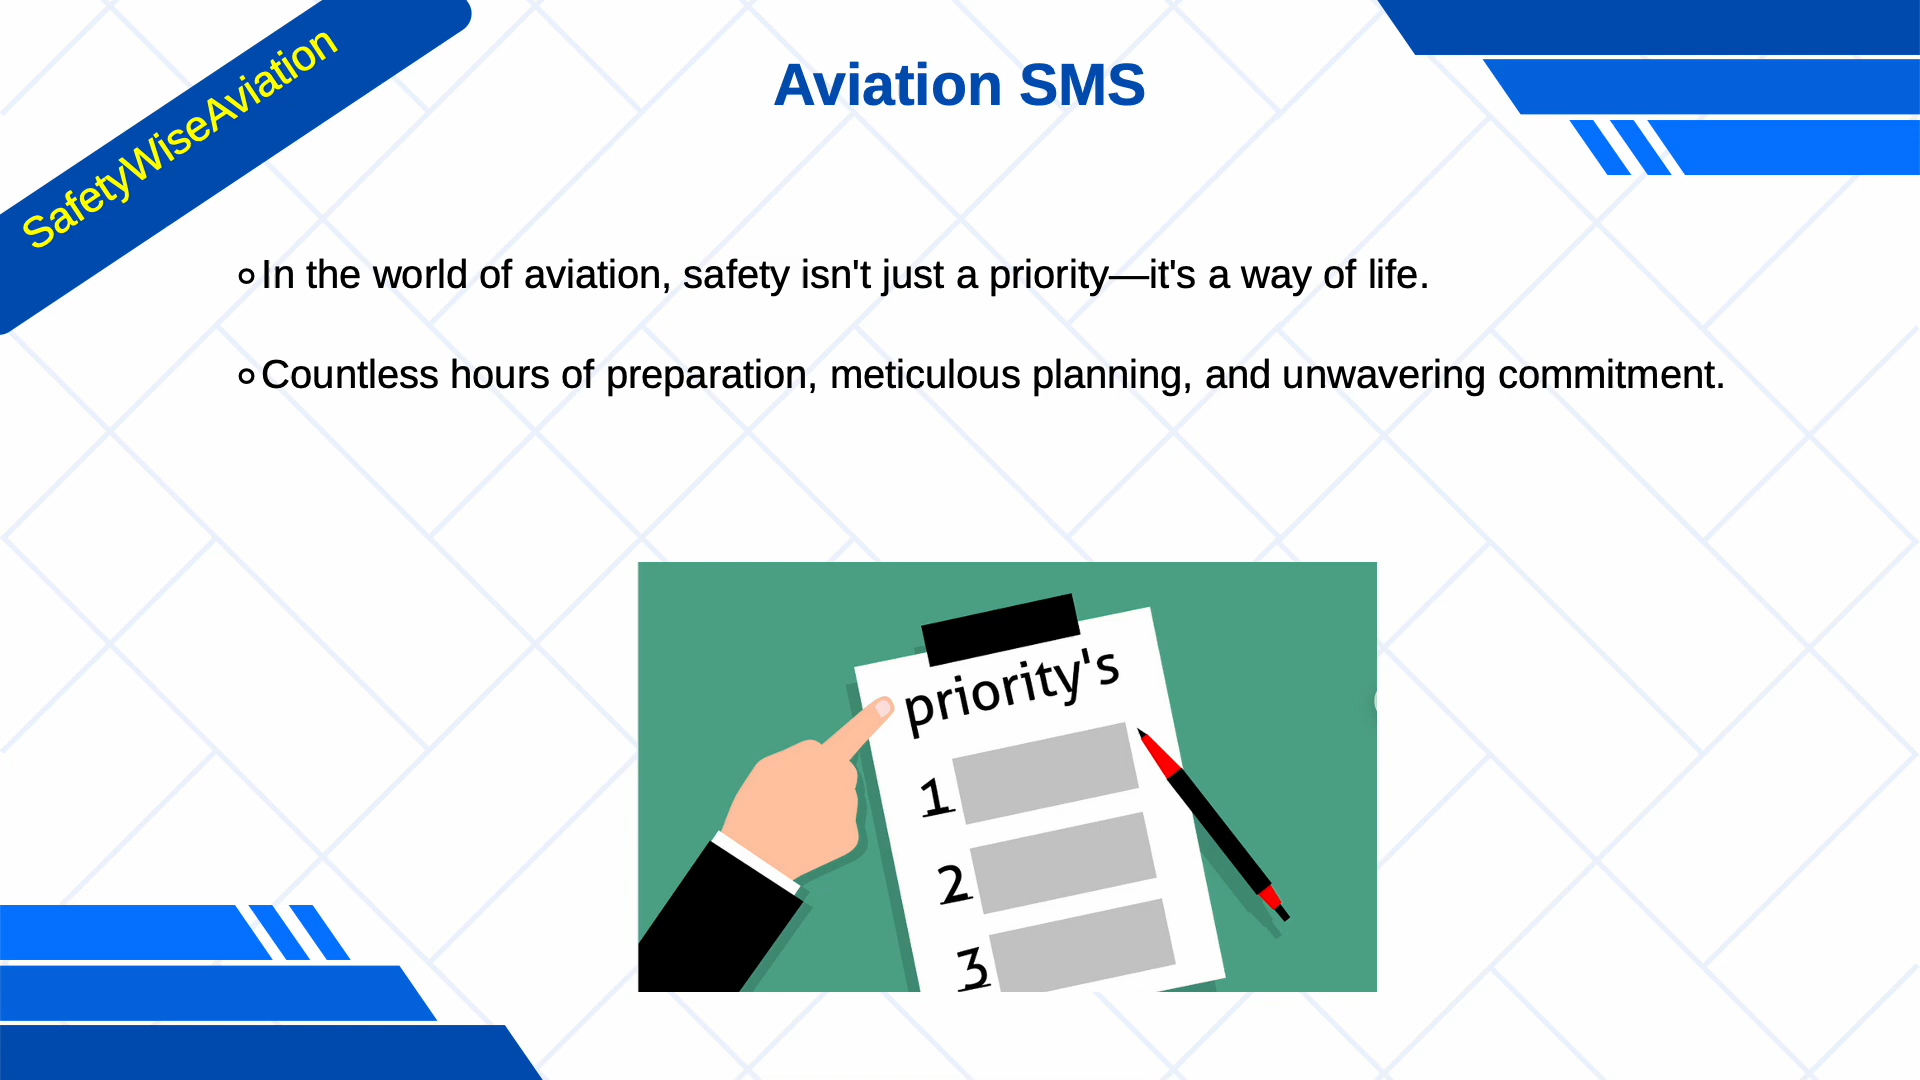 SafetyWiseAviation
Aviation SMS
In the world of aviation, safety isn't just a priority—it's a way of life.
Countless hours of preparation, meticulous planning, and unwavering commitment.
priority's
1
2
3